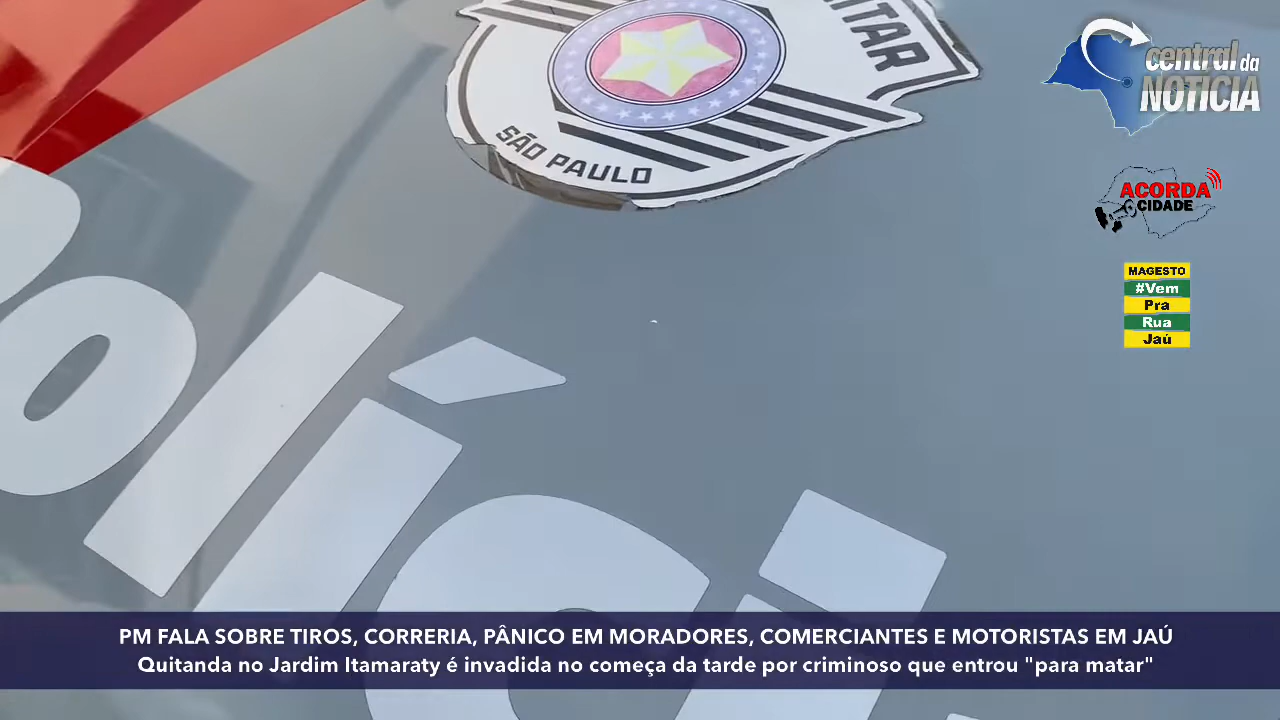 ITAR
SÃO PAULO
central da
NOTÍCIA
ACORDA
CIDADE
MAGESTO
#Vem
Pra
Rua
Jaú
Políci
PM FALA SOBRE TIROS, CORRERIA, PÂNICO EM MORADORES, COMERCIANTES E MOTORISTAS EM JAÚ
Quitanda no Jardim Itamaraty é invadida no começa da tarde por criminoso que entrou "para matar"